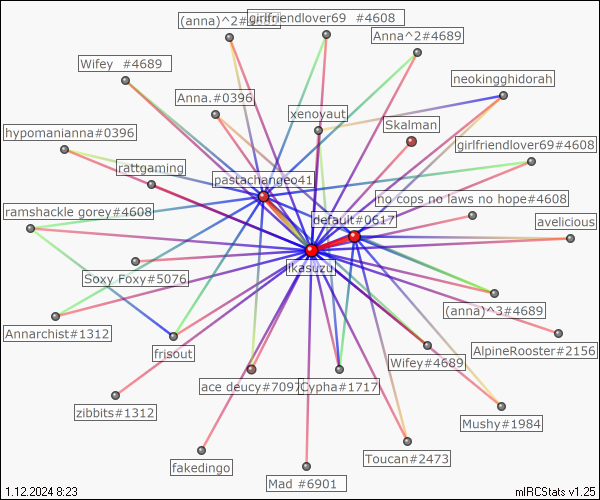 (anna)^2#
girlfriendlover69 #4608
Anna^2#4689
Wifey #4689
neokingghidorah
Anna.#0396
xenoyaut
Skalman
hypomanianna#0396
girlfriendlover69#4608
rattgaming
pastachangeo41
no cops no laws no hope#4608
ramshackle gorey#4608
default#0617
avelicious
ikasuzu
Soxy Foxy#5076
(anna)^3#4689
Annarchist#1312
AlpineRooster#2156
frisout
Wifey#4689
ace deucy#7097
Cypha#1717
zibbits#1312
Mushy#1984
Toucan#2473
fakedingo
Mad #6901
1.12.2024 8:23
mIRCStats v1.25